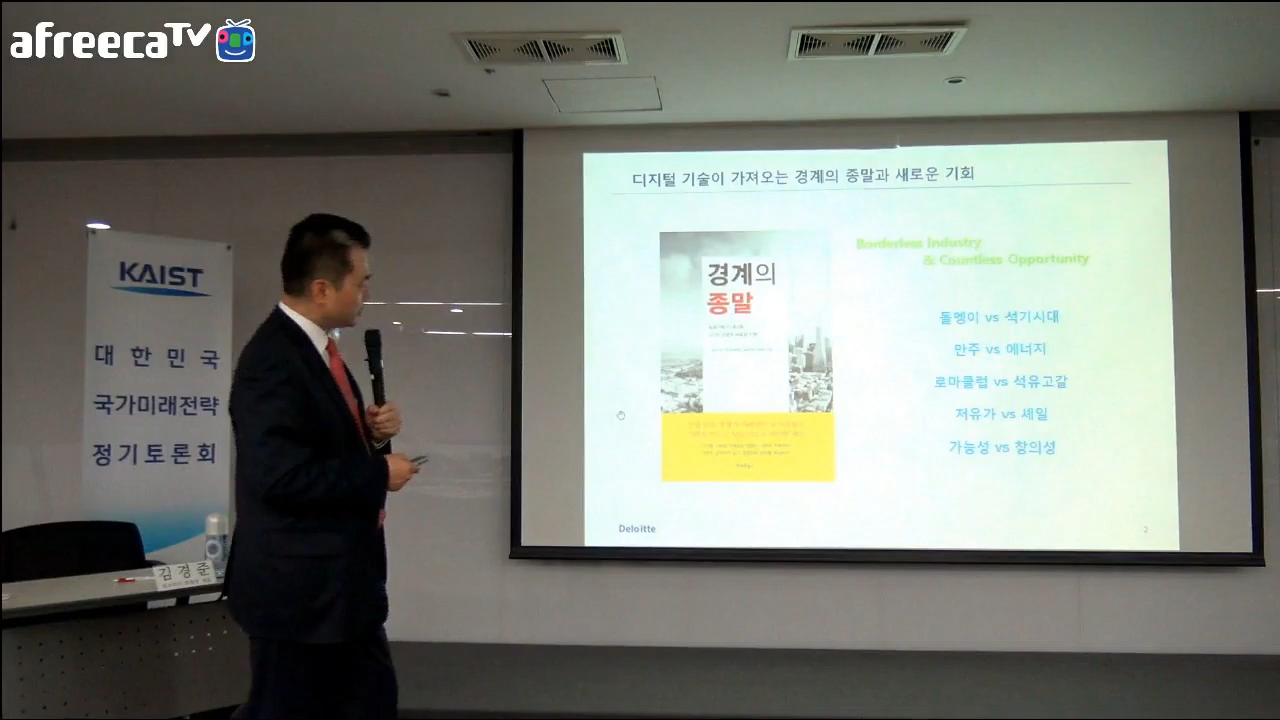 afreecaTV
KAIST
대한민국
국가미래전략
정기토론회
김경준
디지털 기술이 가져오는 경계의 종말과 새로운 기회
경계의
종말
Borderless Industry
& Countless Opportunity
돌멩이 vs 석기시대
만주 vs 에너지
로마클럽 vs 석유고갈
저유가 vs 셰일
가능성 vs 창의성
Deloitte
2